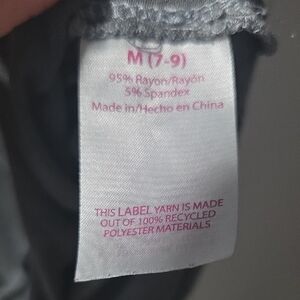 M (7-9)
95% Rayon/Rayón
5% Spandex
Made in/Hecho en China
THIS LABEL YARN IS MADE
OUT OF 100% RECYCLED
POLYESTER MATERIALS